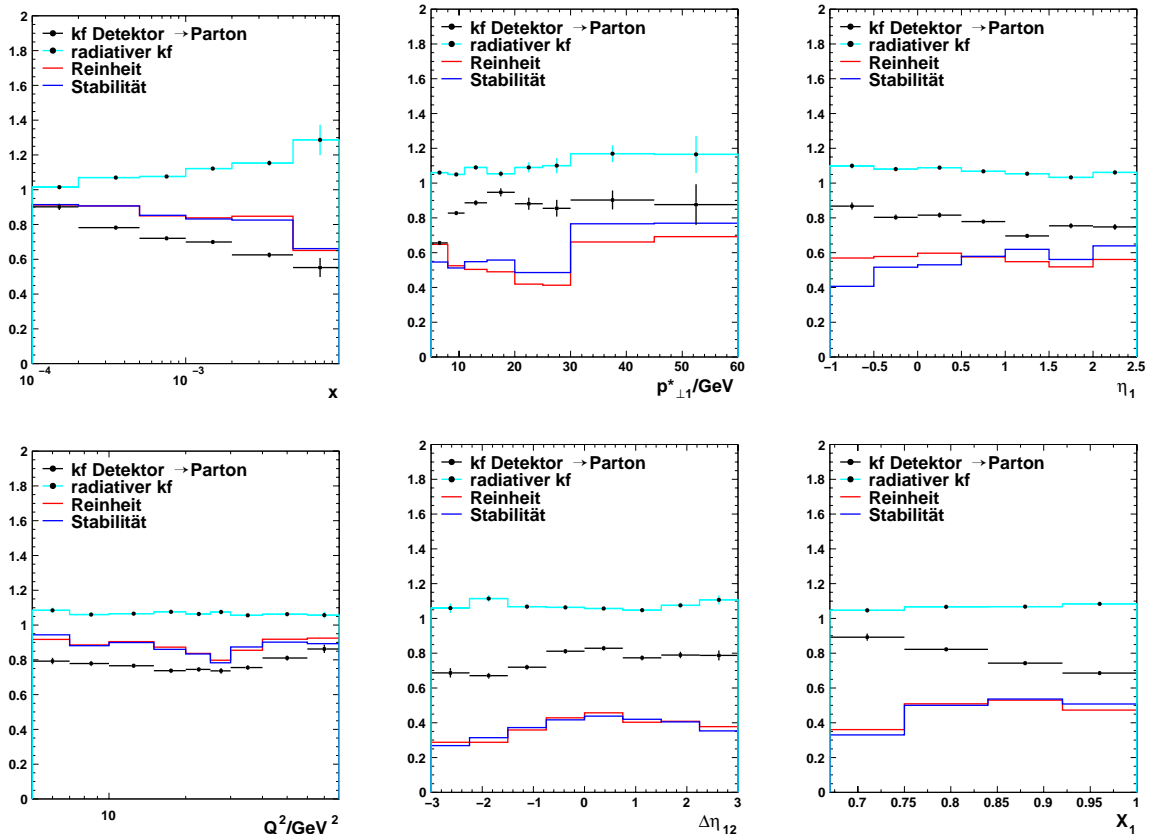 kf Detektor →Parton
radiativer kf
Reinheit
Stabilität
2
1.8
1.6
1.4
1.2
1
0.8
0.6
0.4
0.2
0
10⁻⁴
10⁻³
x
kf Detektor →Parton
radiativer kf
Reinheit
Stabilität
2
1.8
1.6
1.4
1.2
1
0.8
0.6
0.4
0.2
0
10 20 30 40 50 60
p*⊥1/GeV
kf Detektor →Parton
radiativer kf
Reinheit
Stabilität
2
1.8
1.6
1.4
1.2
1
0.8
0.6
0.4
0.2
0
-1 -0.5 0 0.5 1 1.5 2 2.5
η₁
kf Detektor →Parton
radiativer kf
Reinheit
Stabilität
2
1.8
1.6
1.4
1.2
1
0.8
0.6
0.4
0.2
0
10
Q²/GeV²
kf Detektor →Parton
radiativer kf
Reinheit
Stabilität
2
1.8
1.6
1.4
1.2
1
0.8
0.6
0.4
0.2
0
-3 -2 -1 0 1 2 3
Δη₁₂
kf Detektor →Parton
radiativer kf
Reinheit
Stabilität
2
1.8
1.6
1.4
1.2
1
0.8
0.6
0.4
0.2
0
0.7 0.75 0.8 0.85 0.9 0.95 1
X₁